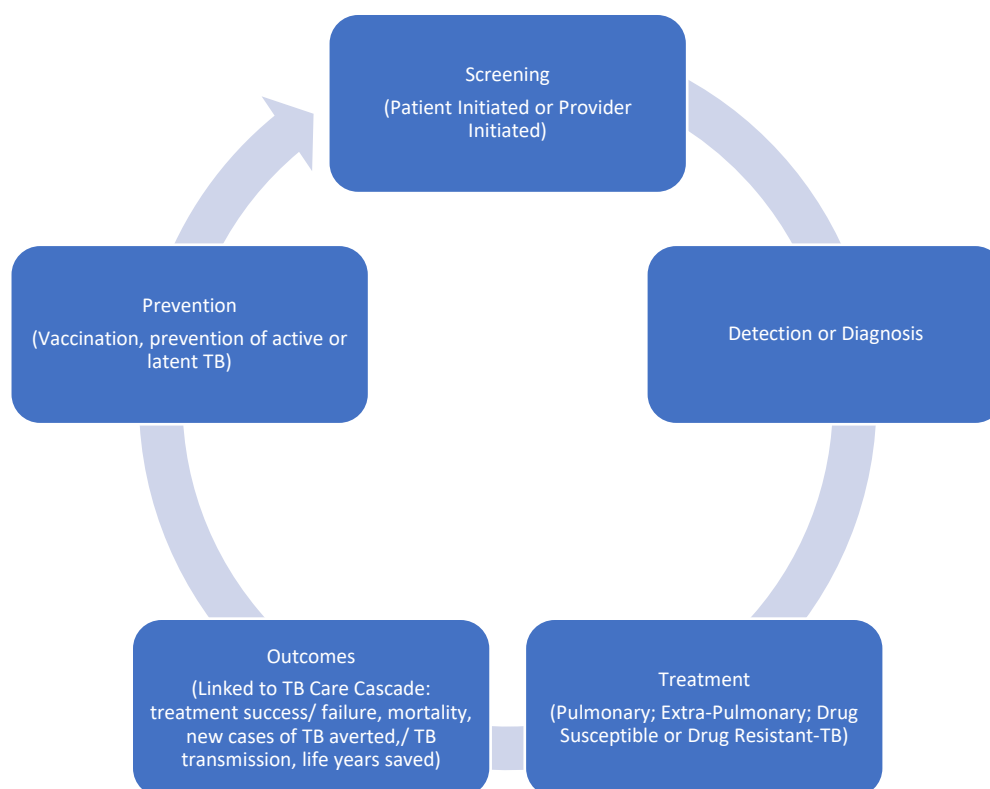 Screening
(Patient Initiated or Provider
Initiated)
Detection or Diagnosis
Treatment
(Pulmonary; Extra-Pulmonary; Drug
Susceptible or Drug Resistant-TB)
Outcomes
(Linked to TB Care Cascade:
treatment success/ failure, mortality,
new cases of TB averted,/ TB
transmission, life years saved)
Prevention
(Vaccination, prevention of active or
latent TB)